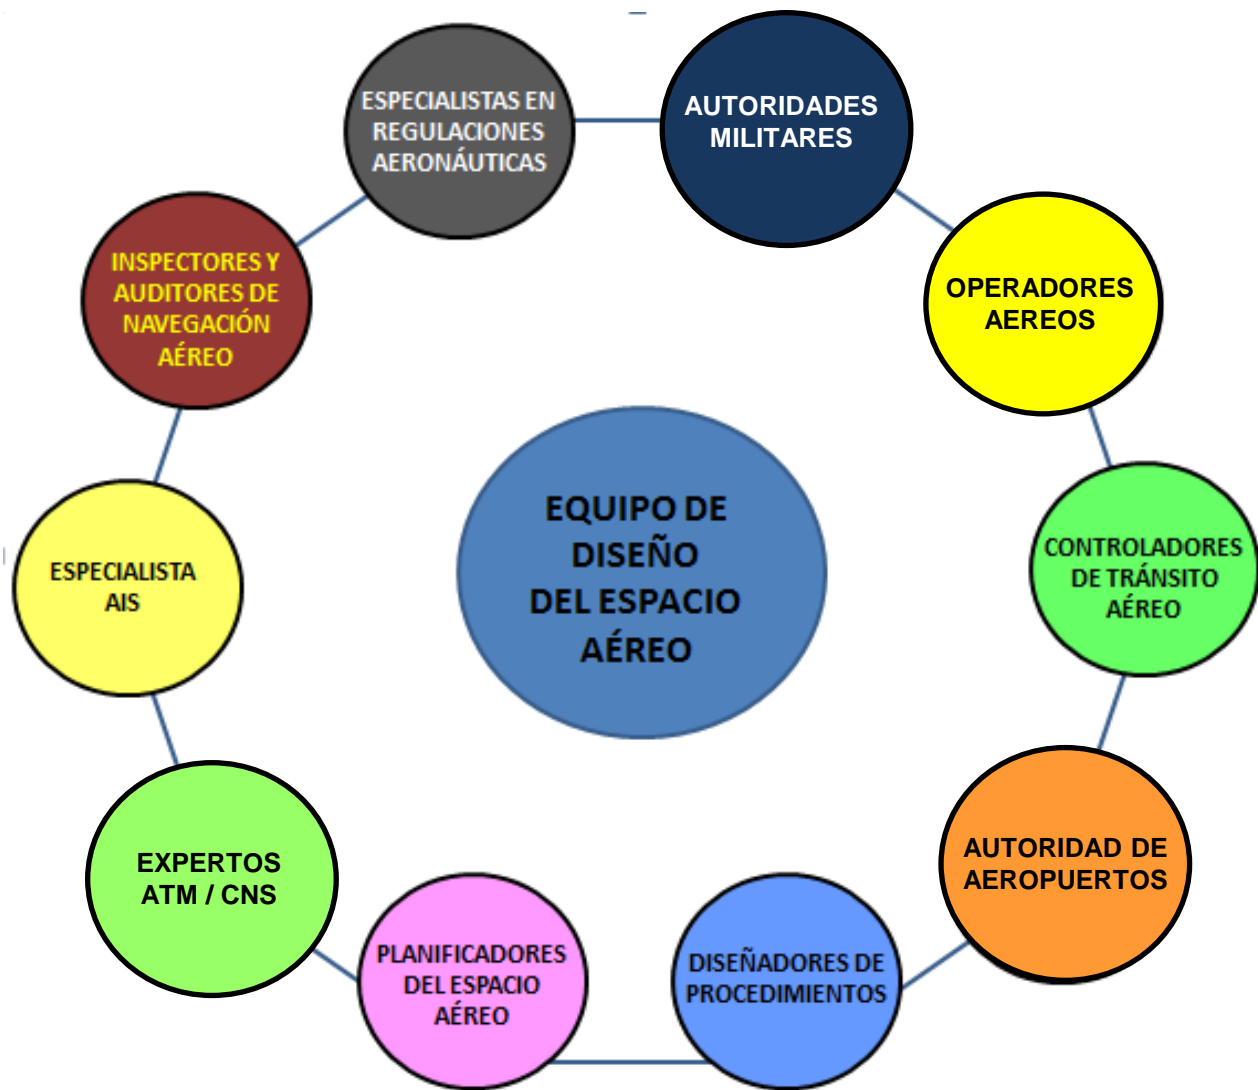 ESPECIALISTAS EN
REGULACIONES
AERONÁUTICAS
AUTORIDADES
MILITARES
INSPECTORES Y
AUDITORES DE
NAVEGACIÓN
AÉREO
OPERADORES
AEREOS
EQUIPO DE
DISEÑO
DEL ESPACIO
AÉREO
ESPECIALISTA
AIS
CONTROLADORES
DE TRÁNSITO
AÉREO
EXPERTOS
ATM / CNS
AUTORIDAD DE
AEROPUERTOS
PLANIFICADORES
DEL ESPACIO
AÉREO
DISEÑADORES DE
PROCEDIMIENTOS